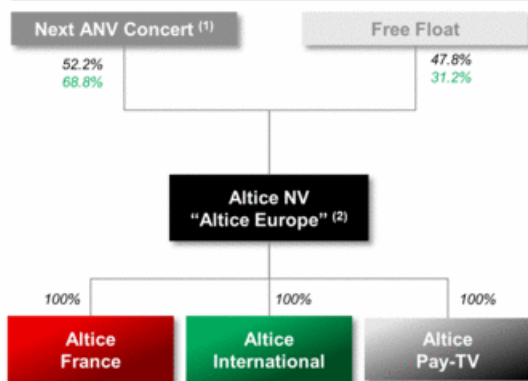 Next ANV Concert (1)
Free Float
52.2%
68.8%
47.8%
31.2%
Altice NV
“Altice Europe” (2)
100%
100%
100%
Altice
France
Altice
International
Altice
Pay-TV